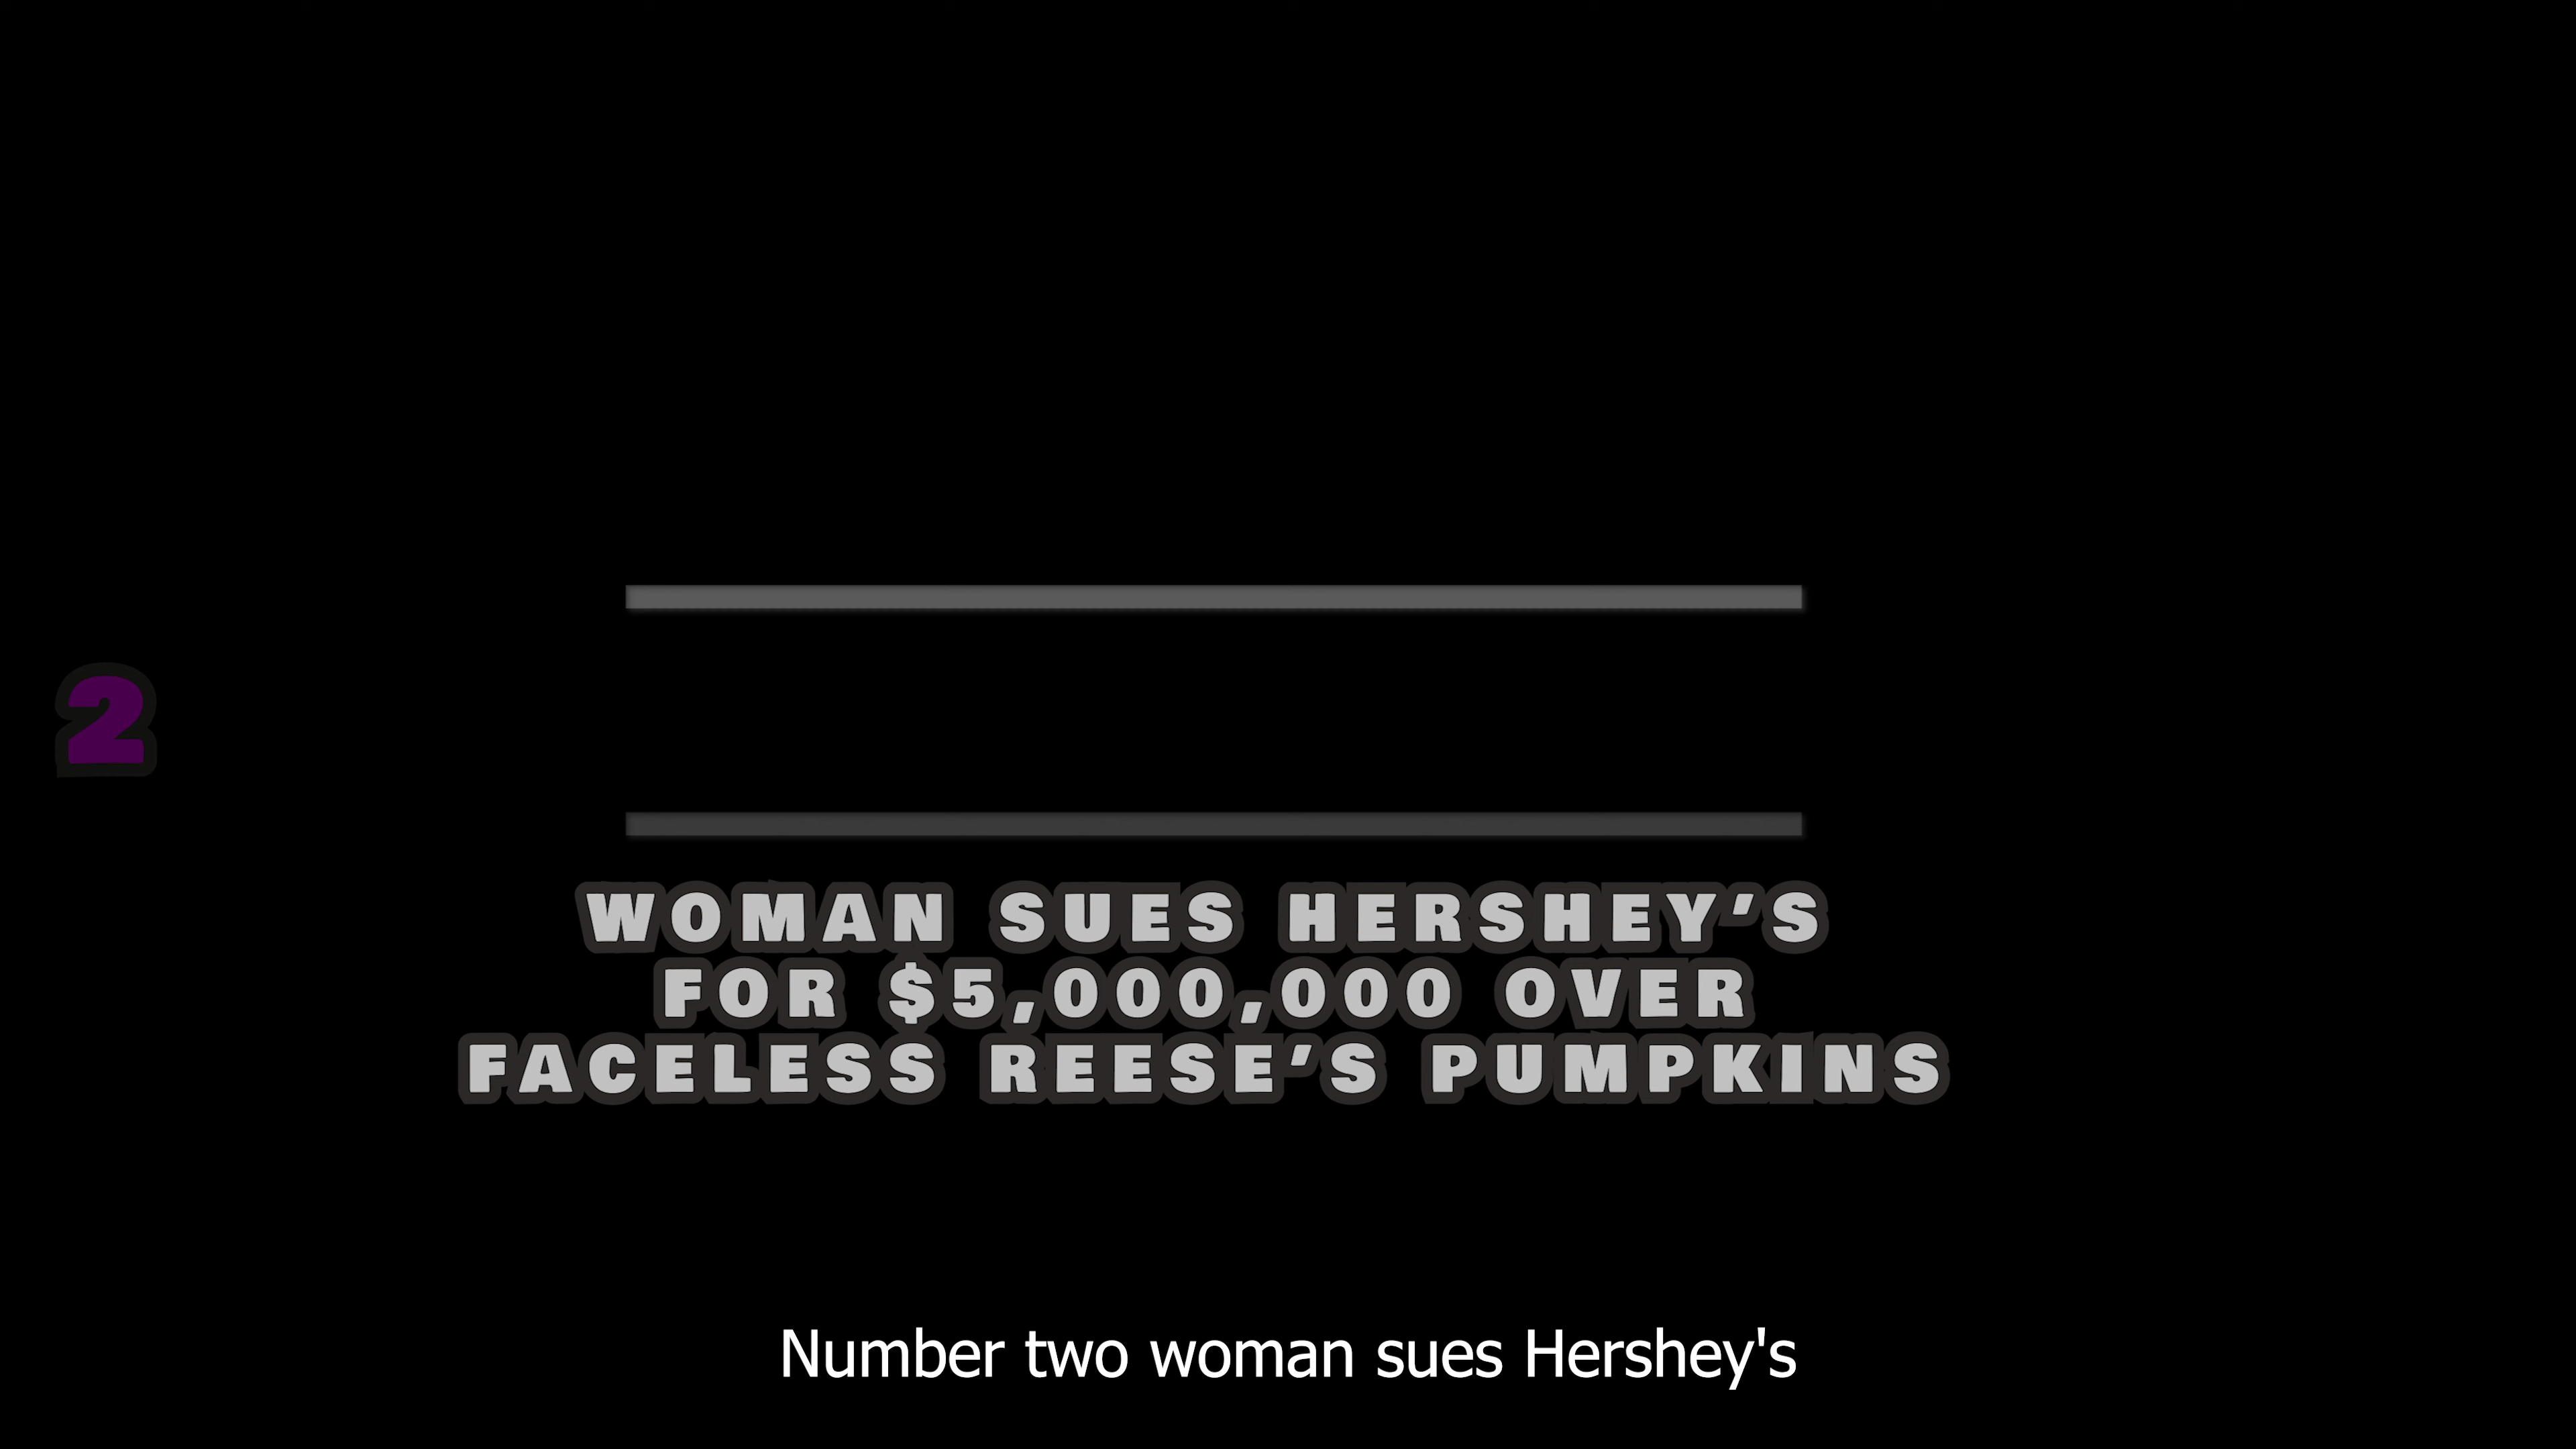 2
WOMAN SUES HERSHEY’S
FOR $5,000,000 OVER
FACELESS REESE’S PUMPKINS
Number two woman sues Hershey's